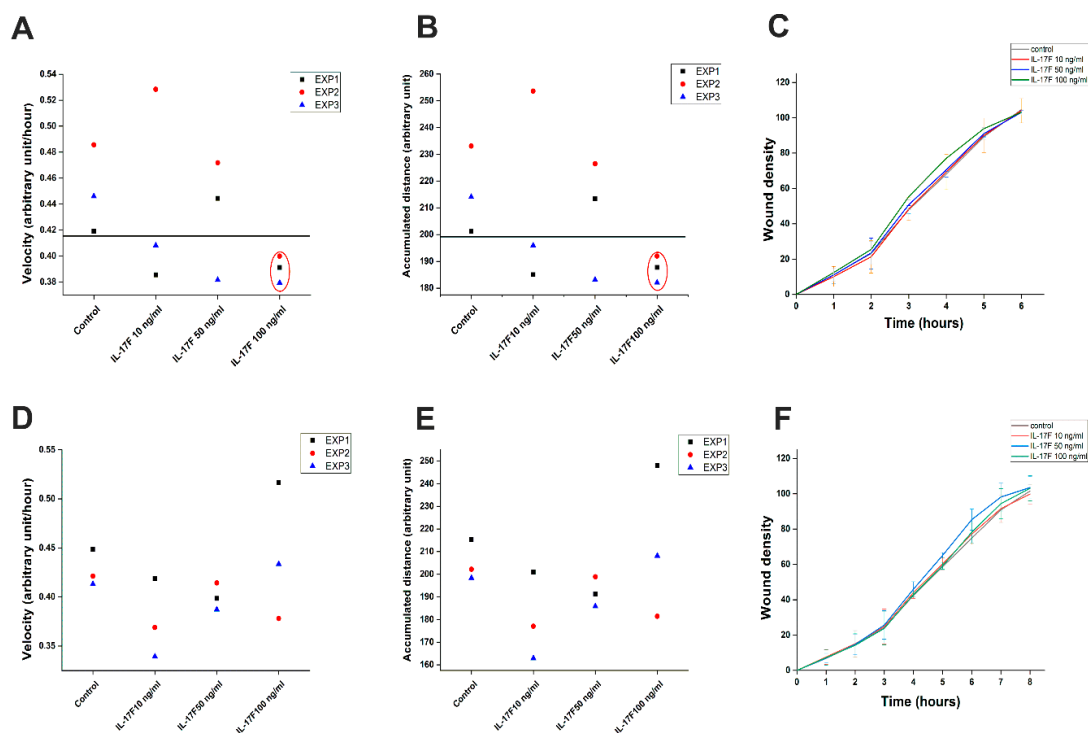 A
Velocity (arbitrary unit/hour)
0.54
0.52
0.50
0.48
0.46
0.44
0.42
0.40
0.38
EXP1
EXP2
EXP3
Control
IL-17F 10 ng/ml
IL-17F 50 ng/ml
IL-17F 100 ng/ml
B
Accumulated distance (arbitrary unit)
260
250
240
230
220
210
200
190
180
EXP1
EXP2
EXP3
Control
IL-17F10 ng/ml
IL-17F50 ng/ml
IL-17F100 ng/ml
C
control
IL-17F 10 ng/ml
IL-17F 50 ng/ml
IL-17F 100 ng/ml
Wound density
120
100
80
60
40
20
0
0 1 2 3 4 5 6
Time (hours)
D
Velocity (arbitrary unit/hour)
0.55
0.50
0.45
0.40
0.35
EXP1
EXP2
EXP3
Control
IL-17F10 ng/ml
IL-17F50 ng/ml
IL-17F100 ng/ml
E
Accumulated distance (arbitrary unit)
250
240
230
220
210
200
190
180
170
160
EXP1
EXP2
EXP3
Control
IL-17F10 ng/ml
IL-17F50 ng/ml
IL-17F100 ng/ml
F
control
IL-17F 10 ng/ml
IL-17F 50 ng/ml
IL-17F 100 ng/ml
Wound density
120
100
80
60
40
20
0
0 1 2 3 4 5 6 7 8
Time (hours)